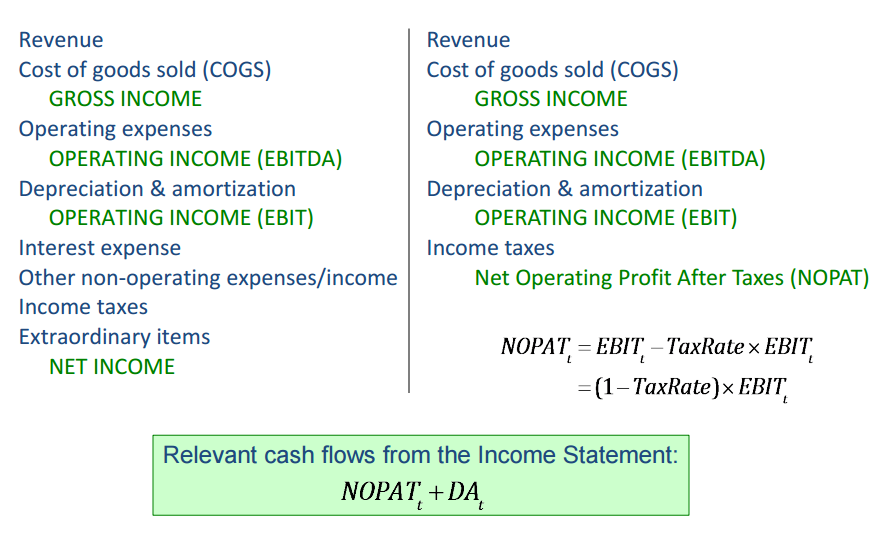 Revenue
Cost of goods sold (COGS)
GROSS INCOME
Operating expenses
OPERATING INCOME (EBITDA)
Depreciation & amortization
OPERATING INCOME (EBIT)
Interest expense
Other non-operating expenses/income
Income taxes
Extraordinary items
NET INCOME
Revenue
Cost of goods sold (COGS)
GROSS INCOME
Operating expenses
OPERATING INCOME (EBITDA)
Depreciation & amortization
OPERATING INCOME (EBIT)
Income taxes
Net Operating Profit After Taxes (NOPAT)
NOPAT_t = EBIT_t − TaxRate × EBIT_t
= (1 − TaxRate) × EBIT_t
Relevant cash flows from the Income Statement:
NOPAT_t + DA_t